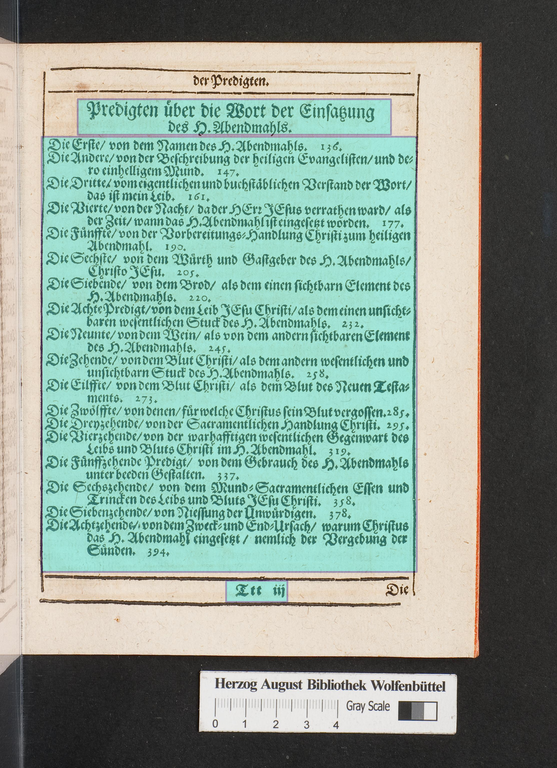 der Predigten.
Predigten über die Wort der Einsatzung
des H. Abendmahls.
Die Erste/ von dem Namen des H. Abendmahls. 136.
Die Andere/ von der Beschreibung der heiligen Evangelisten/ und de-
ro einhelligem Mund. 147.
Die Dritte/ vom eigentlichen und buchstäblichen Verstand der Wort/
das ist mein Leib. 161.
Die Vierte/ von der Nacht/ da der HErr JEsus verrathen ward/ als
der Zeit/ wann das H. Abendmahl ist eingesetzt worden. 177.
Die Fünffte/ von der Vorbereitungs-Handlung Christi zum heiligen
Abendmahl. 190.
Die Sechste/ von dem Würth und Gastgeber des H. Abendmahls/
Christo JEsu. 205.
Die Siebende/ von dem Brod/ als dem einen sichtbarn Element des
H. Abendmahls. 220.
Die Achte Predigt/ von dem Leib JEsu Christi/ als dem einen unsicht-
baren wesentlichen Stuck des H. Abendmahls. 232.
Die Neunte/ von dem Wein/ als von dem andern sichtbaren Element
des H. Abendmahls. 245.
Die Zehende/ von dem Blut Christi/ als dem andern wesentlichen und
unsichtbarn Stuck des H. Abendmahls. 258.
Die Eilffte/ von dem Blut Christi/ als dem Blut des Neuen Testa-
ments. 273.
Die Zwölffte/ von denen/ für welche Christus sein Blut vergossen. 285.
Die Dreyzehende/ von der Sacramentlichen Handlung Christi. 295.
Die Vierzehende/ von der warhafftigen wesentlichen Gegenwart des
Leibs und Bluts Christi im H. Abendmahl. 319.
Die Fünffzehende Predigt/ von dem Gebrauch des H. Abendmahls
unter beeden Gestalten. 337.
Die Sechszehende/ von dem Mund-Sacramentlichen Essen und
Trincken des Leibs und Bluts JEsu Christi. 358.
Die Siebenzehende/ von Niessung der Unwürdigen. 378.
Die Achtzehende/ von dem Zweck- und End-Ursach/ warum Christus
das H. Abendmahl eingesetzt/ nemlich der Vergebung der
Sünden. 394.
Ttt iij
Die
Herzog August Bibliothek Wolfenbüttel
Gray Scale
0 1 2 3 4